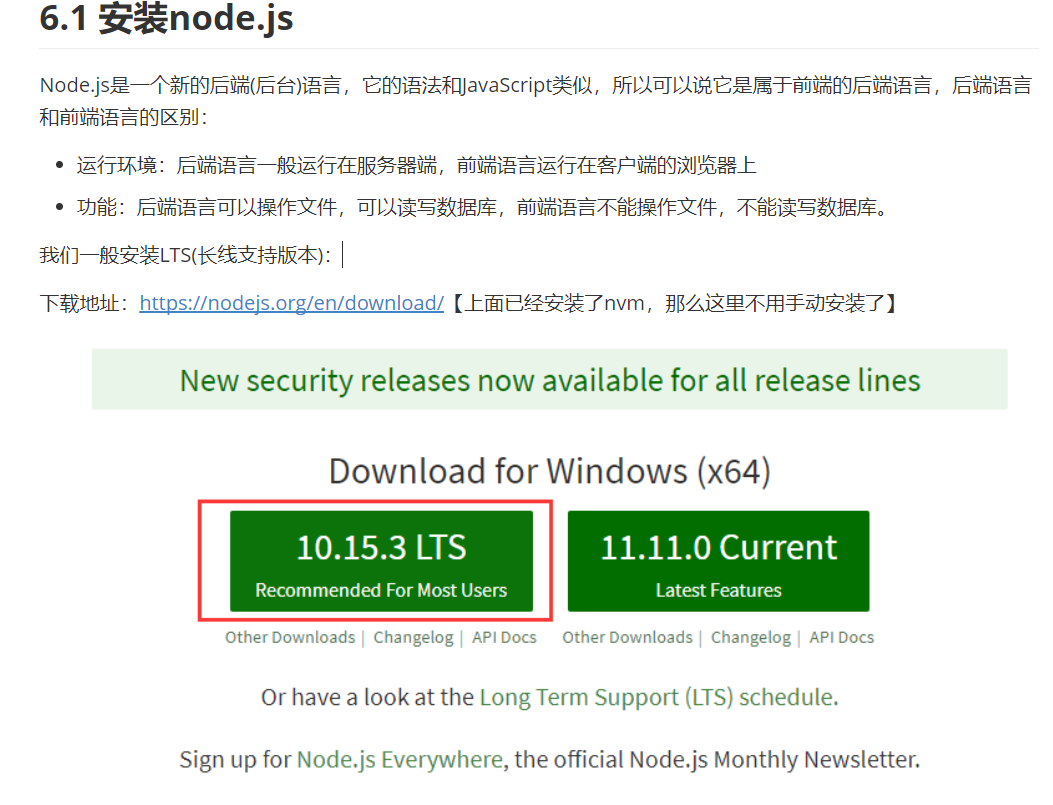 6.1 安装node.js
Node.js是一个新的后端(后台)语言，它的语法和JavaScript类似，所以可以说它是属于前端的后端语言，后端语言
和前端语言的区别：
运行环境：后端语言一般运行在服务器端，前端语言运行在客户端的浏览器上
功能：后端语言可以操作文件，可以读写数据库，前端语言不能操作文件，不能读写数据库。
我们一般安装LTS(长线支持版本)：
下载地址：https://nodejs.org/en/download/【上面已经安装了nvm，那么这里不用手动安装了】
New security releases now available for all release lines
Download for Windows (x64)
10.15.3 LTS 11.11.0 Current
Recommended For Most Users Latest Features
Other Downloads | Changelog | API Docs Other Downloads | Changelog | API Docs
Or have a look at the Long Term Support (LTS) schedule.
Sign up for Node.js Everywhere, the official Node.js Monthly Newsletter.